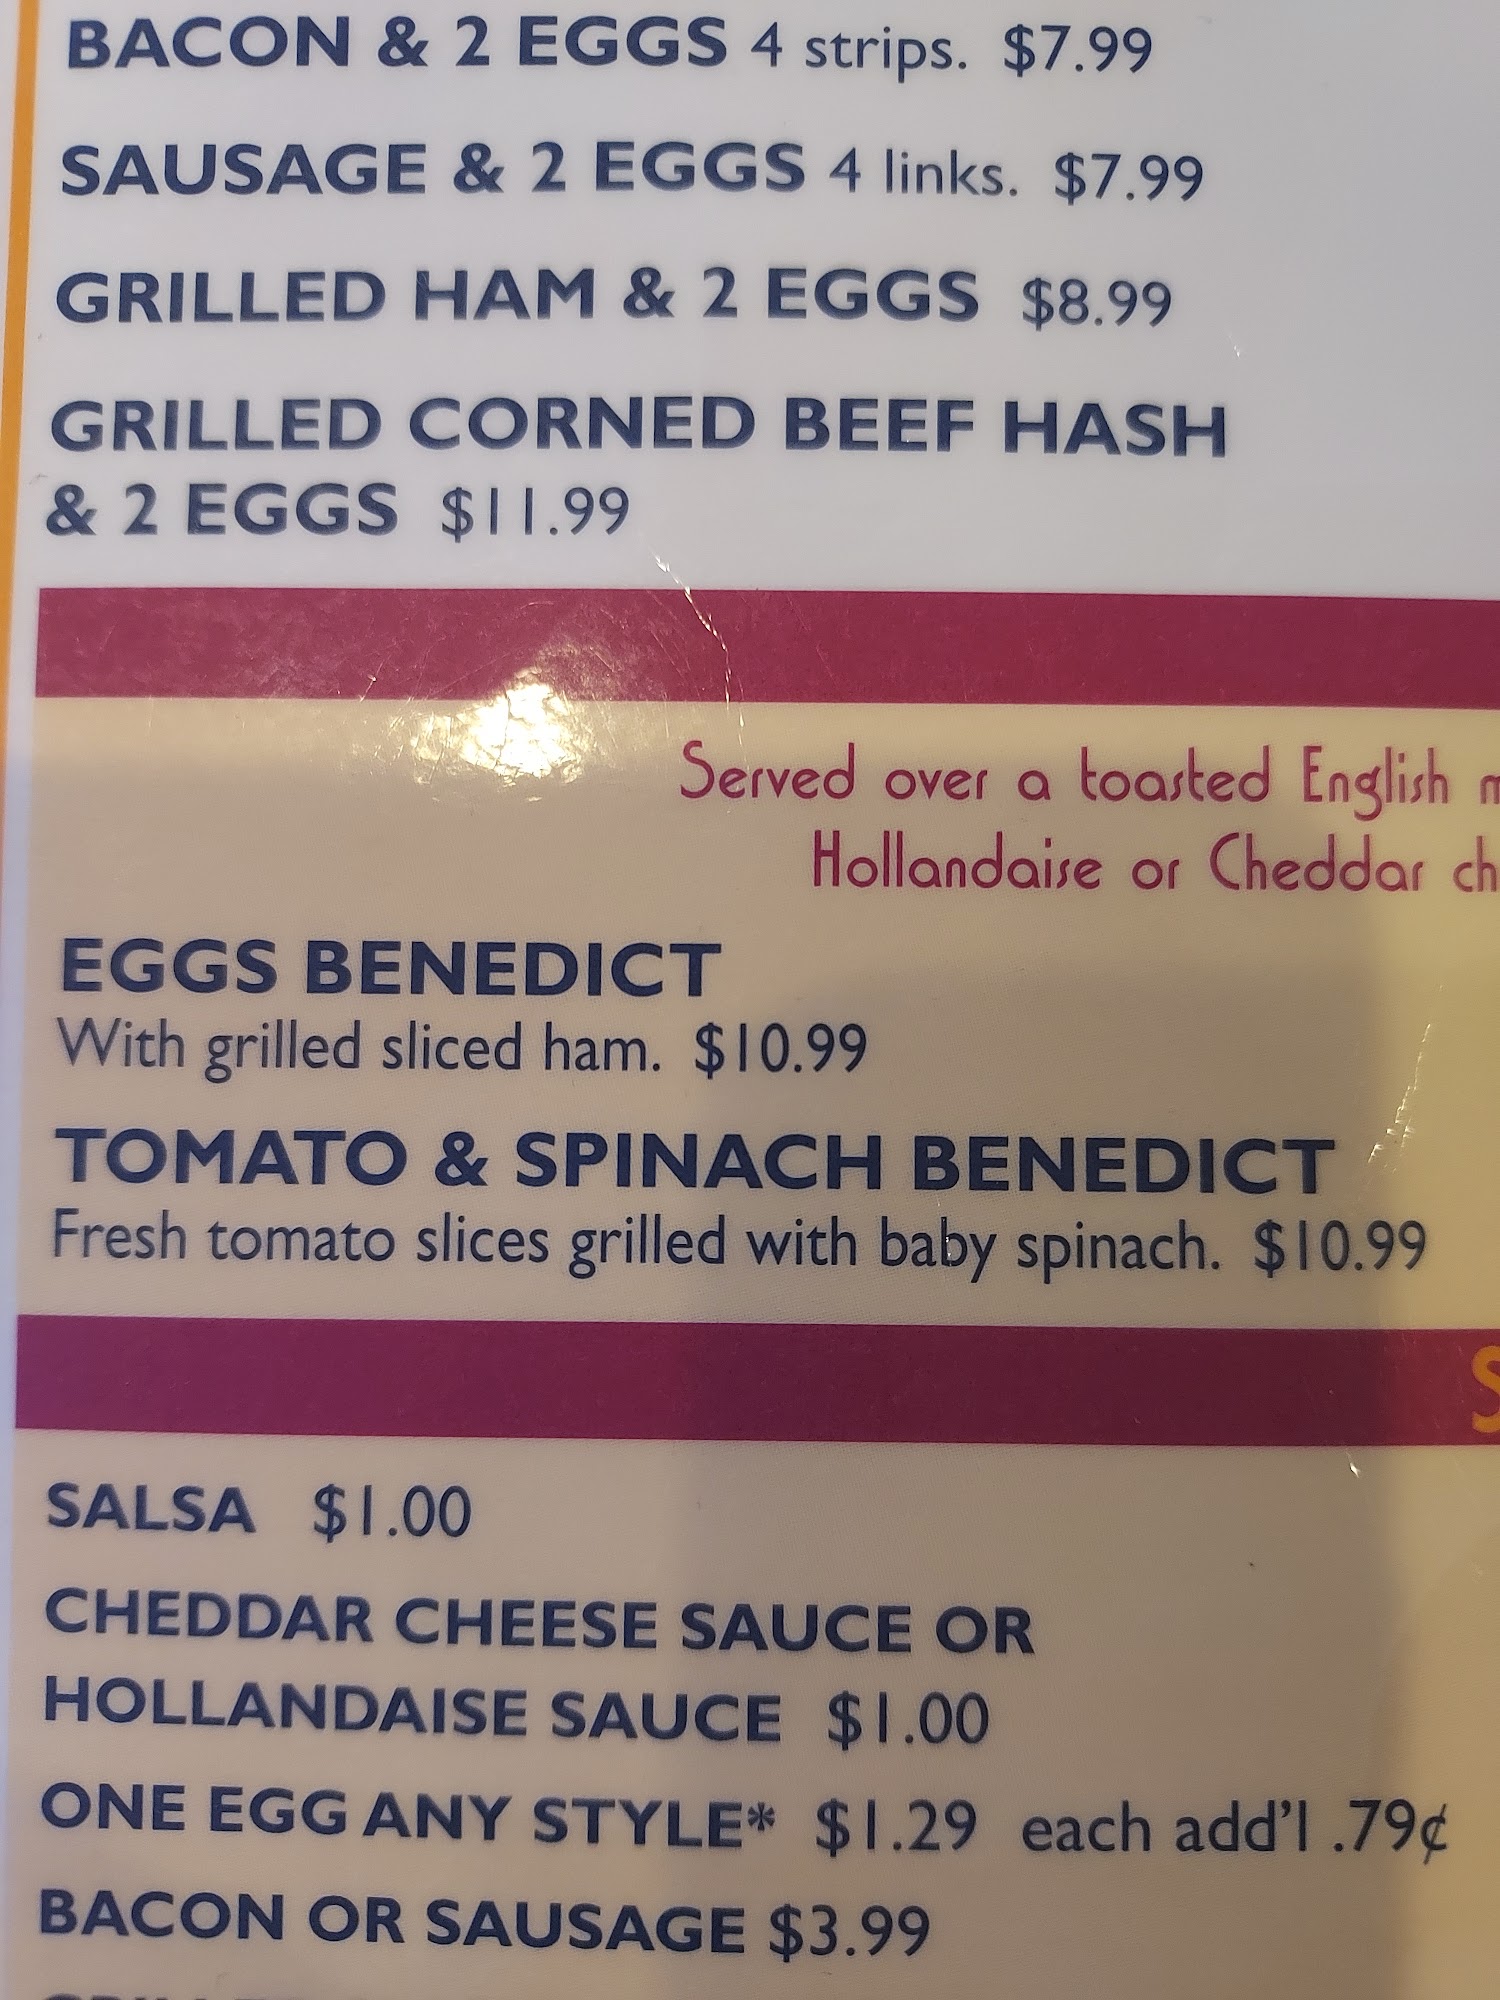 BACON & 2 EGGS 4 strips. $7.99
SAUSAGE & 2 EGGS 4 links. $7.99
GRILLED HAM & 2 EGGS $8.99
GRILLED CORNED BEEF HASH
& 2 EGGS $11.99
Served over a toasted English
Hollandaise or Cheddar
EGGS BENEDICT
With grilled sliced ham. $10.99
TOMATO & SPINACH BENEDICT
Fresh tomato slices grilled with baby spinach. $10.99
SALSA $1.00
CHEDDAR CHEESE SAUCE OR
HOLLANDAISE SAUCE $1.00
ONE EGG ANY STYLE* $1.29 each add'l .79¢
BACON OR SAUSAGE $3.99